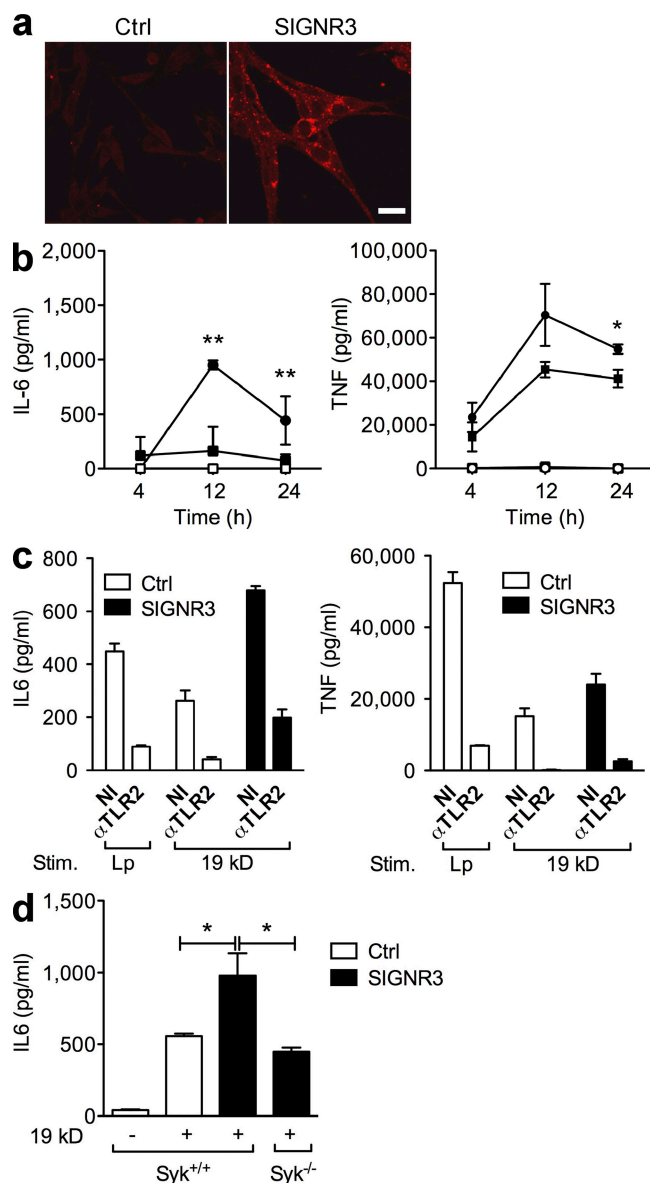 a
Ctrl SIGNR3
b
2,000
1,500
1,000
500
0
IL-6 (pg/ml)
** **
4 12 24
Time (h)
100,000
80,000
60,000
40,000
20,000
0
TNF (pg/ml)
*
4 12 24
Time (h)
c
800
600
400
200
0
IL6 (pg/ml)
Ctrl
SIGNR3
NI αTLR2 NI αTLR2 NI αTLR2
Stim. Lp 19 kD
60,000
40,000
20,000
0
TNF (pg/ml)
Ctrl
SIGNR3
NI αTLR2 NI αTLR2 NI αTLR2
Stim. Lp 19 kD
d
1,500
1,000
500
0
IL6 (pg/ml)
* *
Ctrl
SIGNR3
19 kD - + + +
Syk+/+ Syk-/-